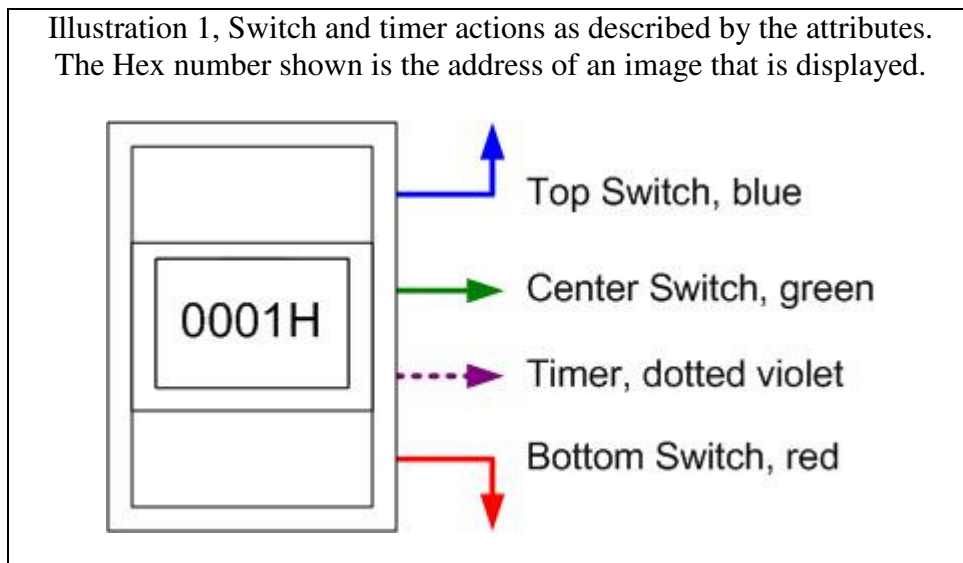 Illustration 1, Switch and timer actions as described by the attributes.
The Hex number shown is the address of an image that is displayed.
Top Switch, blue
Center Switch, green
0001H
Timer, dotted violet
Bottom Switch, red